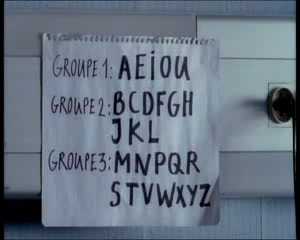 GROUPE 1: AEiOU
GROUPE 2: BCDFGH
JKL
GROUPE 3: MNPQR
STVWXYZ